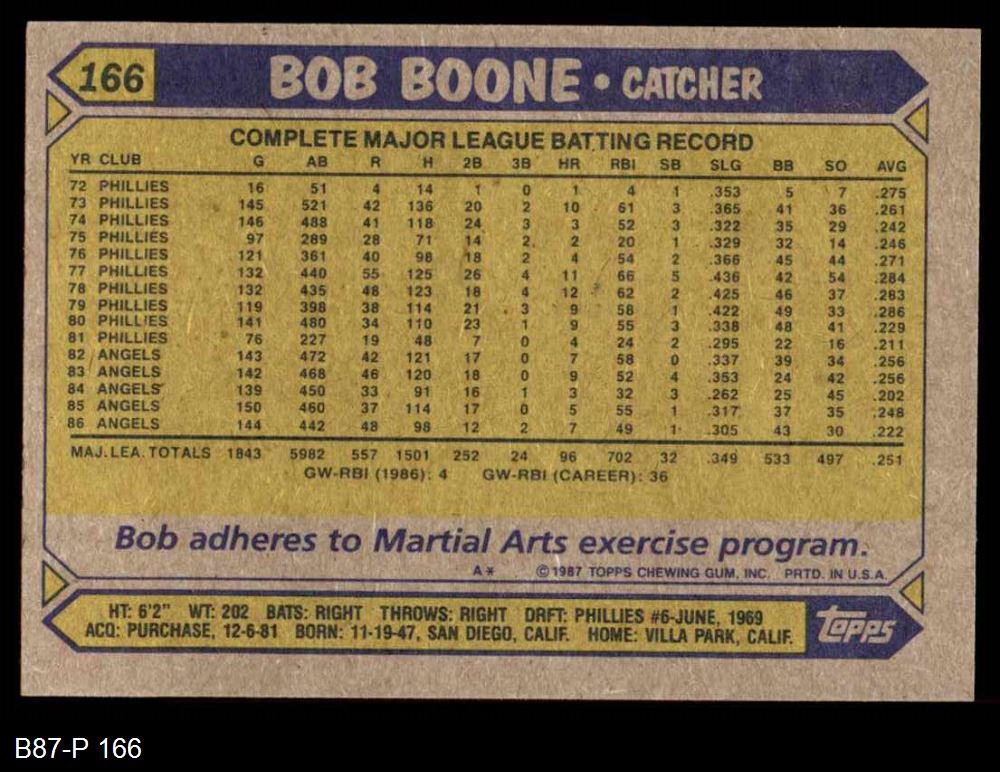 166 BOB BOONE • CATCHER
COMPLETE MAJOR LEAGUE BATTING RECORD
YR CLUB G AB R H 2B 3B HR RBI SB SLG BB SO AVG
72 PHILLIES 16 51 4 14 1 0 1 4 1 .353 5 7 .275
73 PHILLIES 145 521 42 136 20 2 10 61 3 .365 41 36 .261
74 PHILLIES 146 488 41 118 24 3 3 52 3 .322 35 29 .242
75 PHILLIES 97 289 28 71 14 2 2 20 1 .329 32 14 .246
76 PHILLIES 121 361 40 98 18 2 4 54 2 .366 45 44 .271
77 PHILLIES 132 440 55 125 26 4 11 66 5 .436 42 54 .284
78 PHILLIES 132 435 48 123 18 4 12 62 2 .425 46 37 .283
79 PHILLIES 119 398 38 114 21 3 9 58 1 .422 49 33 .286
80 PHILLIES 141 480 34 110 23 1 9 55 3 .338 48 41 .229
81 PHILLIES 76 227 19 48 7 0 4 24 2 .295 22 16 .211
82 ANGELS 143 472 42 121 17 0 7 58 0 .337 39 34 .256
83 ANGELS 142 468 46 120 18 0 9 52 4 .353 24 42 .256
84 ANGELS 139 450 33 91 16 1 3 32 3 .262 25 45 .202
85 ANGELS 150 460 37 114 17 0 5 55 1 .317 37 35 .248
86 ANGELS 144 442 48 98 12 2 7 49 1 .305 43 30 .222
MAJ. LEA. TOTALS 1843 5982 557 1501 252 24 96 702 32 .349 533 497 .251
GW-RBI (1986): 4 GW-RBI (CAREER): 36
Bob adheres to Martial Arts exercise program.
A* ©1987 TOPPS CHEWING GUM, INC. PRTD. IN U.S.A.
HT: 6'2" WT: 202 BATS: RIGHT THROWS: RIGHT DRFT: PHILLIES #6-JUNE, 1969
ACQ: PURCHASE, 12-6-81 BORN: 11-19-47, SAN DIEGO, CALIF. HOME: VILLA PARK, CALIF.
Topps
B87-P 166